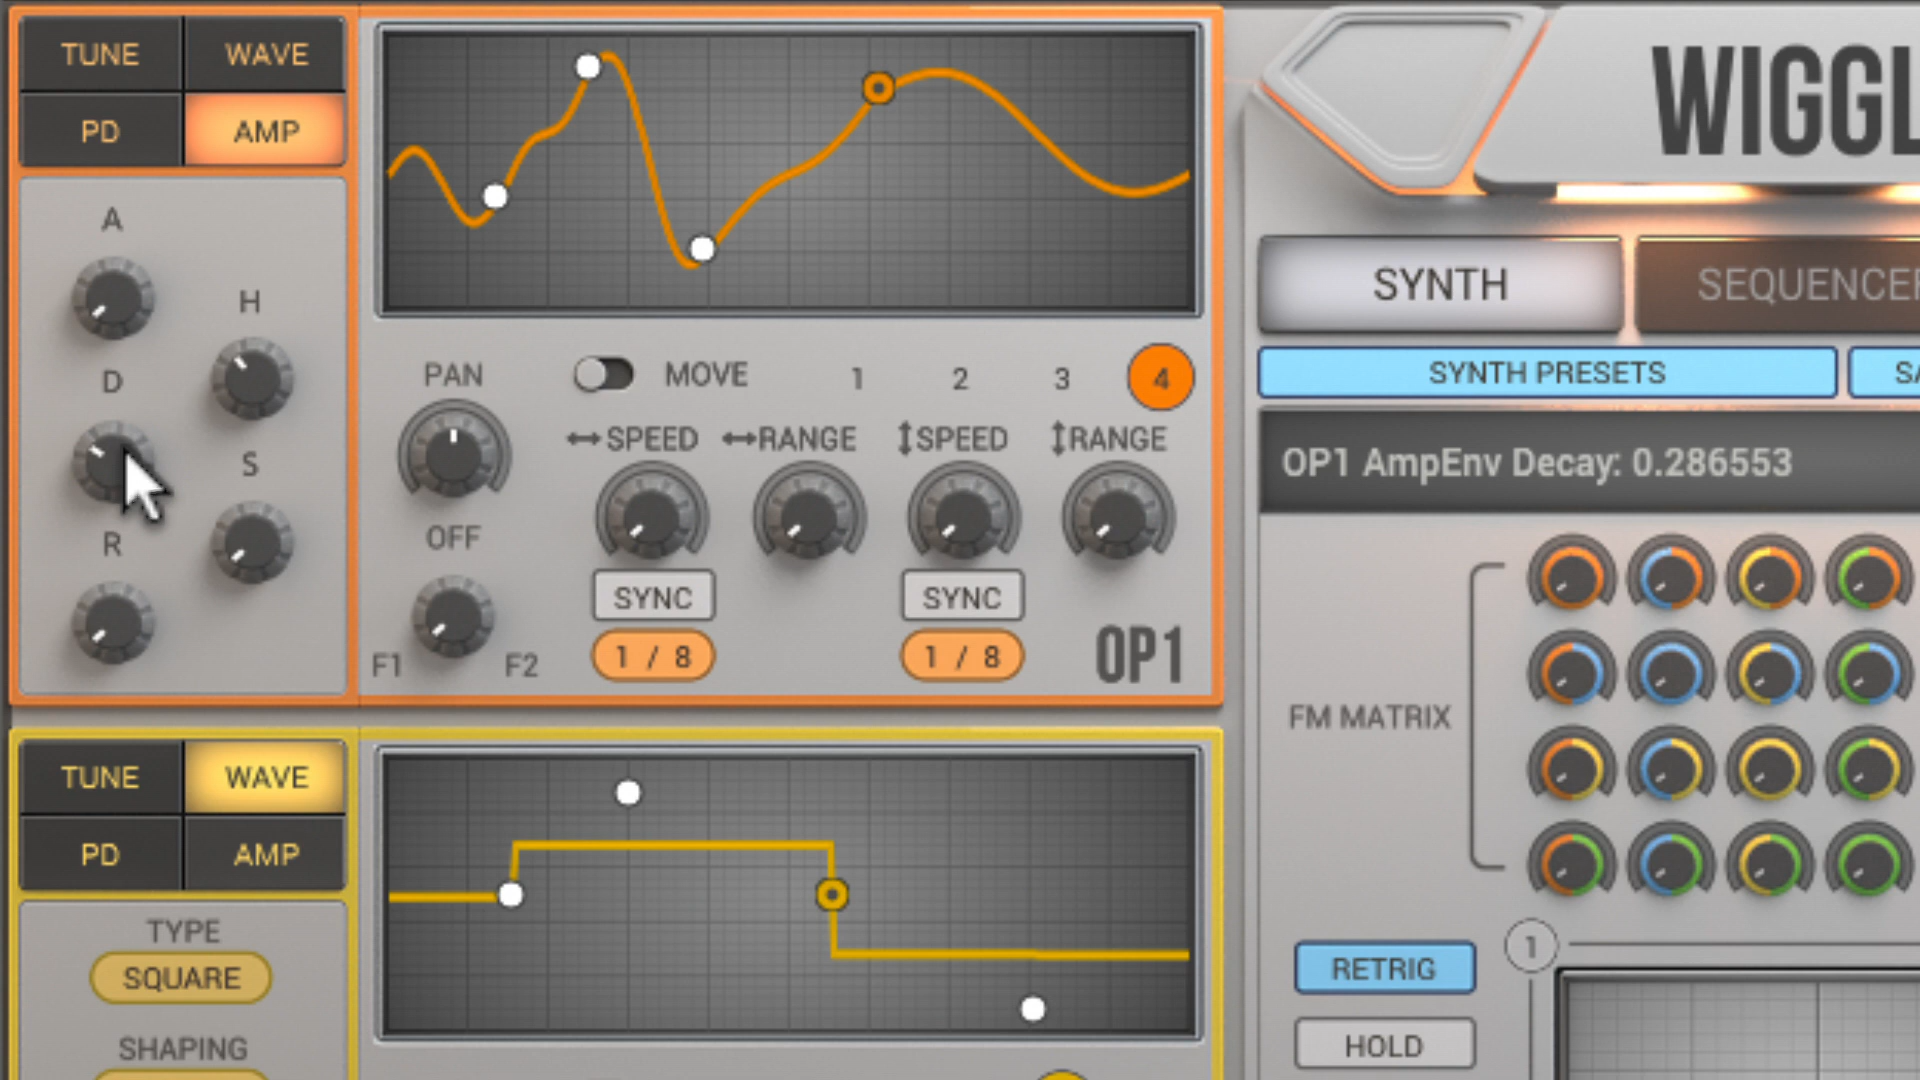 TUNE WAVE
PD AMP
A
H
D
S
R
PAN
MOVE 1 2 3 4
↔SPEED ↔RANGE ↕SPEED ↕RANGE
OFF
F1 F2
SYNC SYNC
1 / 8 1 / 8
OP1
TUNE WAVE
PD AMP
TYPE
SQUARE
SHAPING
WIGGL
SYNTH SEQUENCER
SYNTH PRESETS SA
OP1 AmpEnv Decay: 0.286553
FM MATRIX
RETRIG
1
HOLD